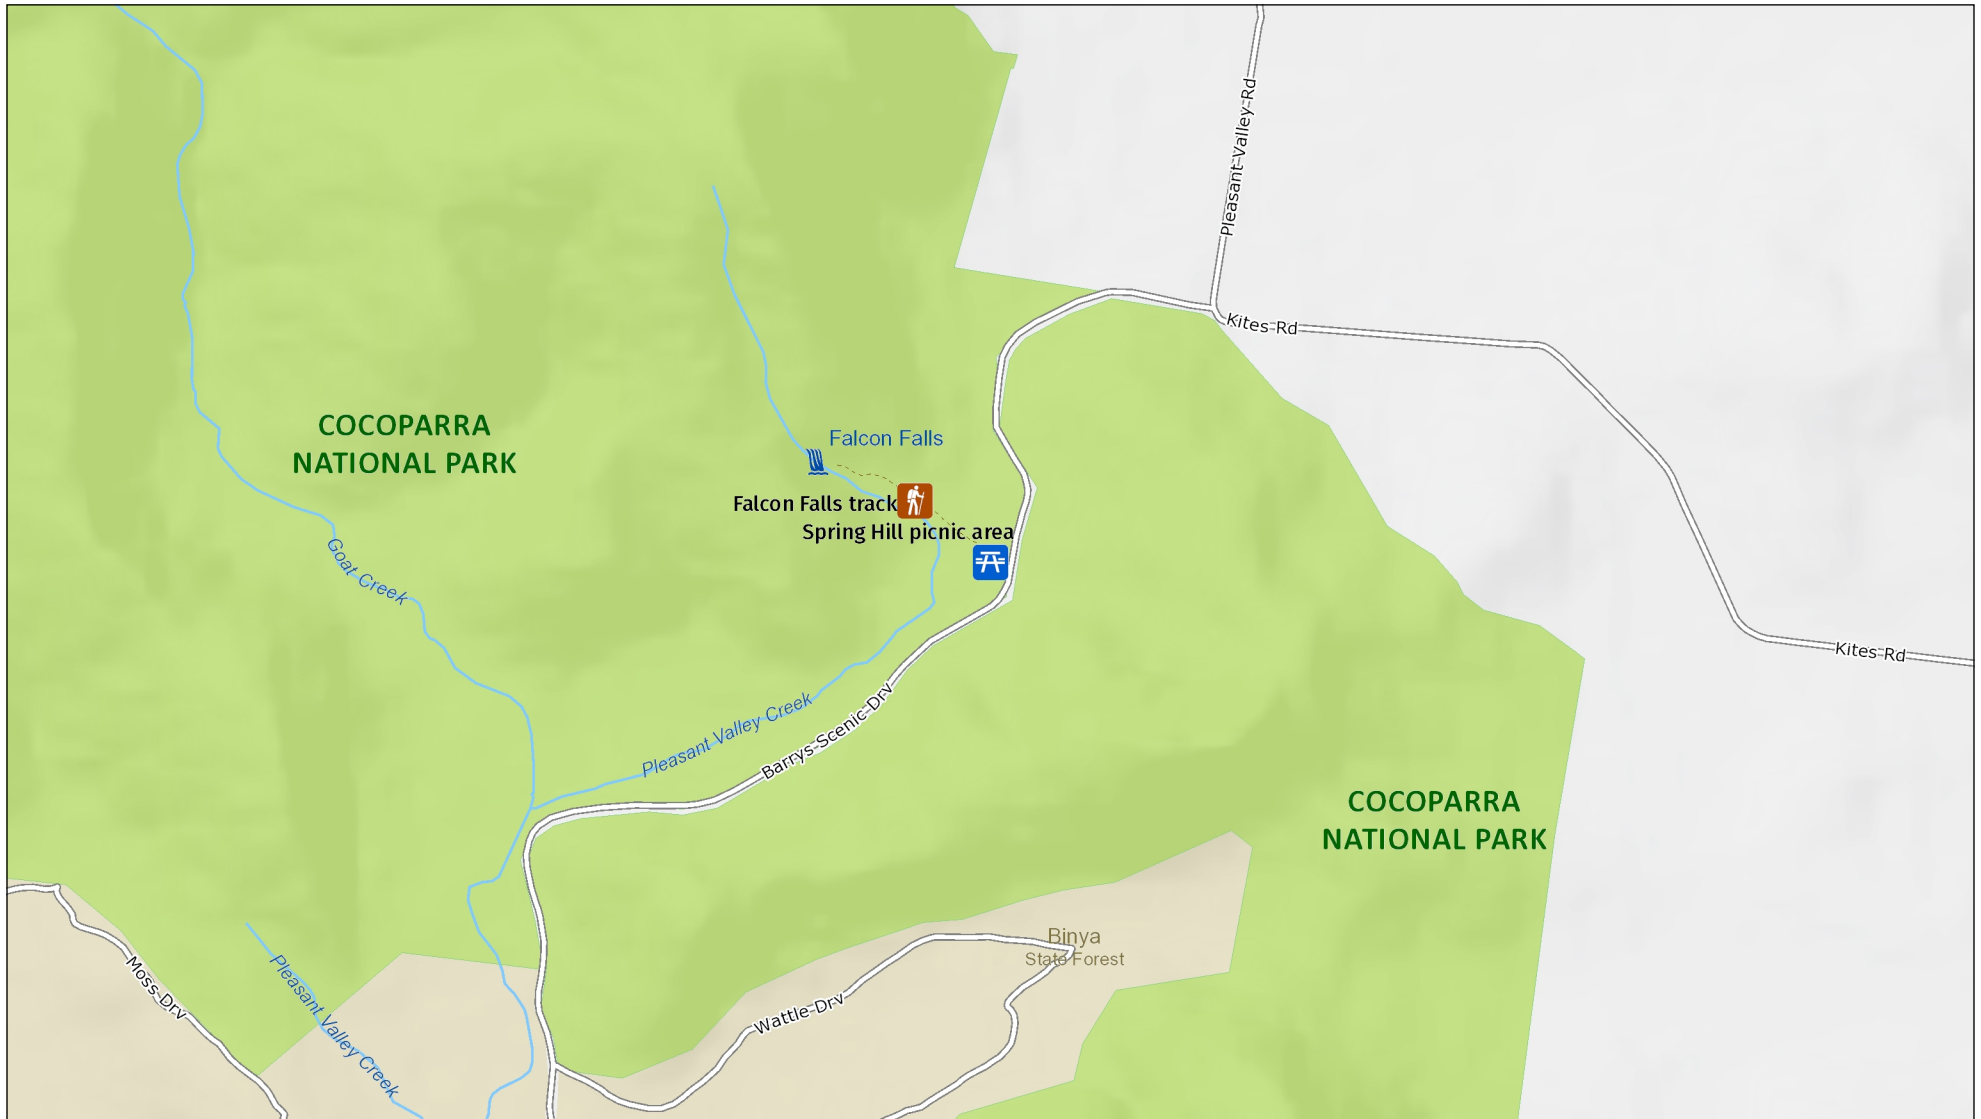 Pleasant-Valley-Rd
Kites-Rd
COCOPARRA
NATIONAL PARK
Falcon Falls
Falcon Falls track
Spring Hill picnic area
Goat Creek
Kites-Rd
Pleasant Valley Creek
Barrys-Scenic-Drv
COCOPARRA
NATIONAL PARK
Binya
State Forest
Moss-Drv
Pleasant Valley Creek
Wattle-Drv